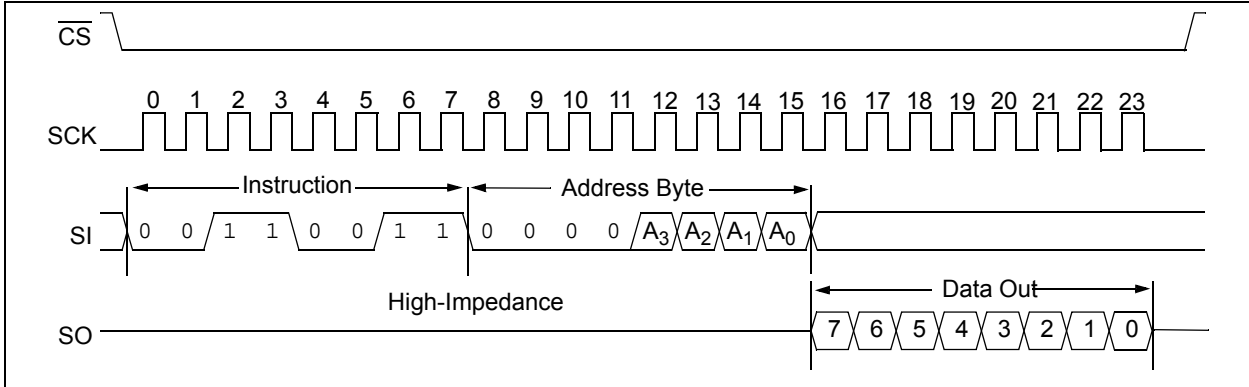 CS
0 1 2 3 4 5 6 7 8 9 10 11 12 13 14 15 16 17 18 19 20 21 22 23
SCK
Instruction Address Byte
SI 0 0 1 1 0 0 1 1 0 0 0 0 A3 A2 A1 A0
Data Out
High-Impedance
SO 7 6 5 4 3 2 1 0